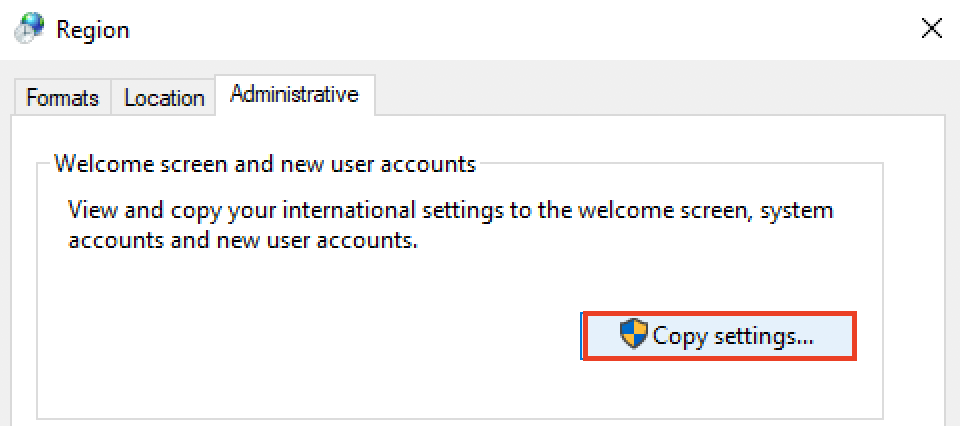 Region
Formats
Location
Administrative
Welcome screen and new user accounts
View and copy your international settings to the welcome screen, system
accounts and new user accounts.
Copy settings...